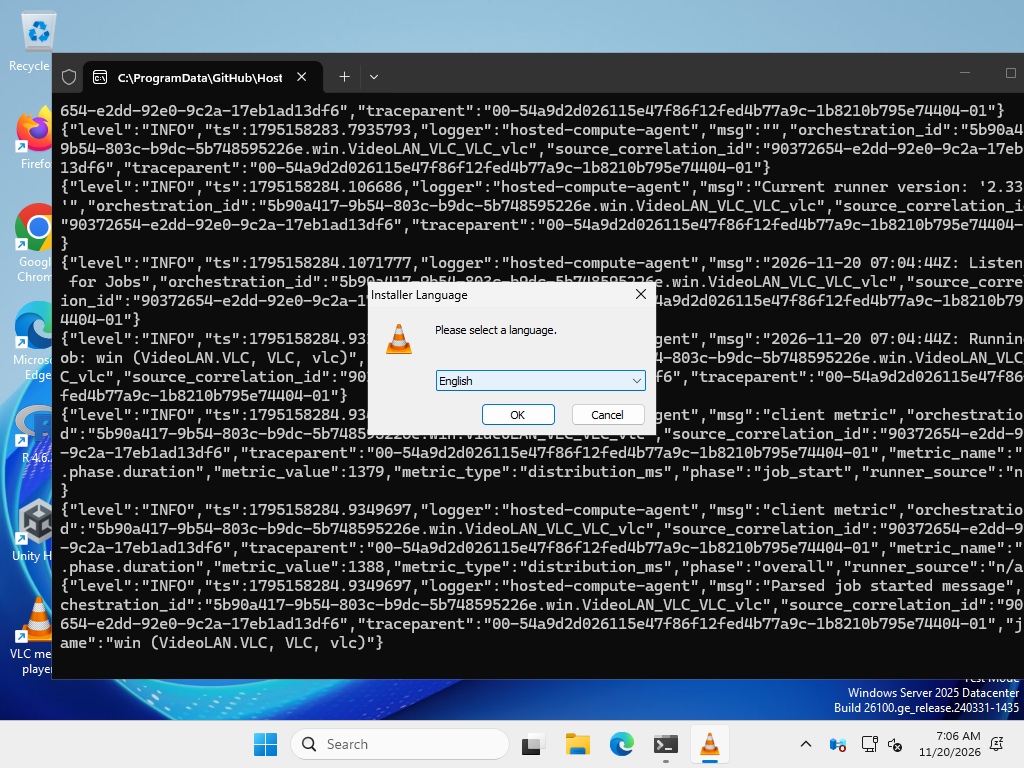 Recycle
Firefo
Googl
Chrom
Micros
Edge
R 4.6.
Unity H
VLC me
playe
C:\ProgramData\GitHub\Host
654-e2dd-92e0-9c2a-17eb1ad13df6","traceparent":"00-54a9d2d026115e47f86f12fed4b77a9c-1b8210b795e74404-01"}
{"level":"INFO","ts":1795158283.7935793,"logger":"hosted-compute-agent","msg":"","orchestration_id":"5b90a4
9b54-803c-b9dc-5b748595226e.win.VideoLAN_VLC_VLC_vlc","source_correlation_id":"90372654-e2dd-92e0-9c2a-17eb
13df6","traceparent":"00-54a9d2d026115e47f86f12fed4b77a9c-1b8210b795e74404-01"}
{"level":"INFO","ts":1795158284.106686,"logger":"hosted-compute-agent","msg":"Current runner version: '2.33
'","orchestration_id":"5b90a417-9b54-803c-b9dc-5b748595226e.win.VideoLAN_VLC_VLC_vlc","source_correlation_i
"90372654-e2dd-92e0-9c2a-17eb1ad13df6","traceparent":"00-54a9d2d026115e47f86f12fed4b77a9c-1b8210b795e74404-
}
{"level":"INFO","ts":1795158284.1071777,"logger":"hosted-compute-agent","msg":"2026-11-20 07:04:44Z: Listen
for Jobs","orchestration_id":"5b90a417-9b54-803c-b9dc-5b748595226e.win.VideoLAN_VLC_VLC_vlc","source_corre
ion_id":"90372654-e2dd-92e0-9c2a-1 4a9d2d026115e47f86f12fed4b77a9c-1b8210b79
4404-01"}
{"level":"INFO","ts":1795158284.93 gent","msg":"2026-11-20 07:04:44Z: Runnin
ob: win (VideoLAN.VLC, VLC, vlc)", 803c-b9dc-5b748595226e.win.VideoLAN_VLC
C_vlc","source_correlation_id":"90 f6","traceparent":"00-54a9d2d026115e47f86
fed4b77a9c-1b8210b795e74404-01"}
{"level":"INFO","ts":1795158284.934 gent","msg":"client metric","orchestratio
d":"5b90a417-9b54-803c-b9dc-5b748595226e.win.VideoLAN_VLC_VLC_vlc","source_correlation_id":"90372654-e2dd-9
-9c2a-17eb1ad13df6","traceparent":"00-54a9d2d026115e47f86f12fed4b77a9c-1b8210b795e74404-01","metric_name":"
.phase.duration","metric_value":1379,"metric_type":"distribution_ms","phase":"job_start","runner_source":"n
}
{"level":"INFO","ts":1795158284.9349697,"logger":"hosted-compute-agent","msg":"client metric","orchestratio
d":"5b90a417-9b54-803c-b9dc-5b748595226e.win.VideoLAN_VLC_VLC_vlc","source_correlation_id":"90372654-e2dd-9
-9c2a-17eb1ad13df6","traceparent":"00-54a9d2d026115e47f86f12fed4b77a9c-1b8210b795e74404-01","metric_name":"
.phase.duration","metric_value":1388,"metric_type":"distribution_ms","phase":"overall","runner_source":"n/a
{"level":"INFO","ts":1795158284.9349697,"logger":"hosted-compute-agent","msg":"Parsed job started message",
chestration_id":"5b90a417-9b54-803c-b9dc-5b748595226e.win.VideoLAN_VLC_VLC_vlc","source_correlation_id":"90
654-e2dd-92e0-9c2a-17eb1ad13df6","traceparent":"00-54a9d2d026115e47f86f12fed4b77a9c-1b8210b795e74404-01","j
ame":"win (VideoLAN.VLC, VLC, vlc)"}
Installer Language
Please select a language.
English
OK
Cancel
Test Mode
Windows Server 2025 Datacenter
Build 26100.ge_release.240331-1435
Search
7:06 AM
11/20/2026